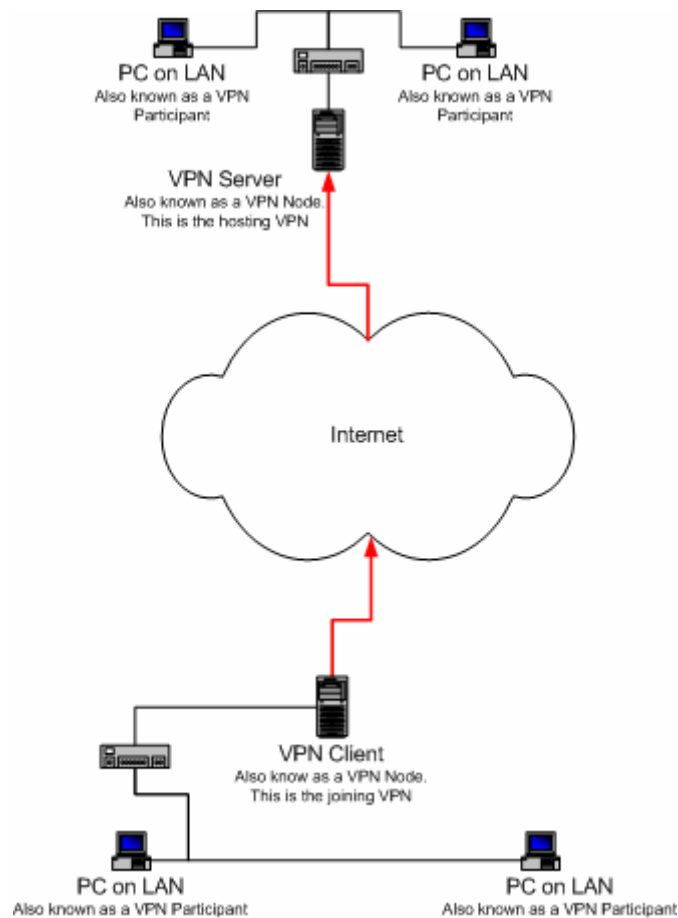 PC on LAN
Also known as a VPN
Participant
PC on LAN
Also known as a VPN
Participant
VPN Server
Also known as a VPN Node.
This is the hosting VPN
Internet
VPN Client
Also know as a VPN Node.
This is the joining VPN
PC on LAN
Also known as a VPN Participant
PC on LAN
Also known as a VPN Participant